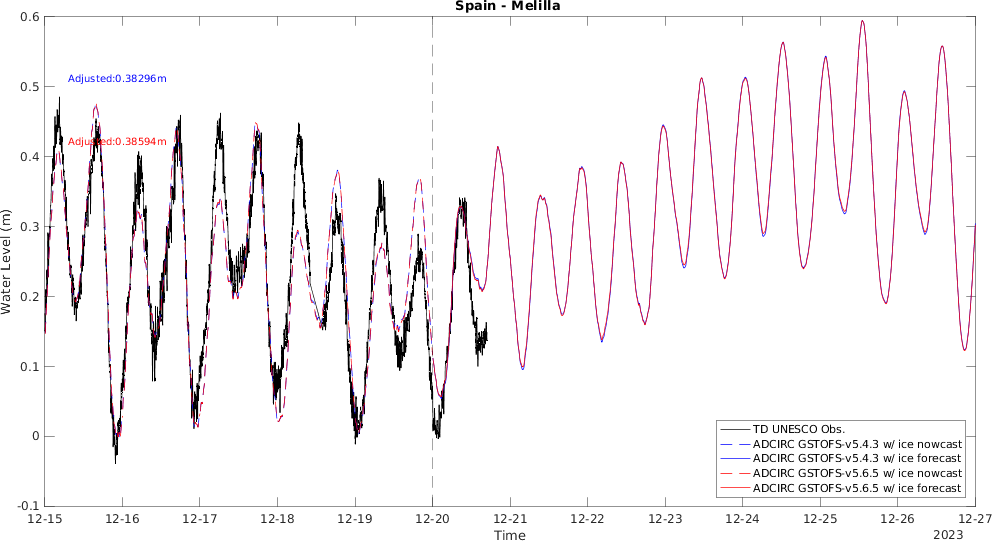 Spain - Melilla
0.6
0.5
0.4
0.3
0.2
0.1
0
-0.1
Water Level (m)
Adjusted:0.38296m
Adjusted:0.38594m
TD UNESCO Obs.
ADCIRC GSTOFS-v5.4.3 w/ ice nowcast
ADCIRC GSTOFS-v5.4.3 w/ ice forecast
ADCIRC GSTOFS-v5.6.5 w/ ice nowcast
ADCIRC GSTOFS-v5.6.5 w/ ice forecast
12-15 12-16 12-17 12-18 12-19 12-20 12-21 12-22 12-23 12-24 12-25 12-26 12-27
Time
2023